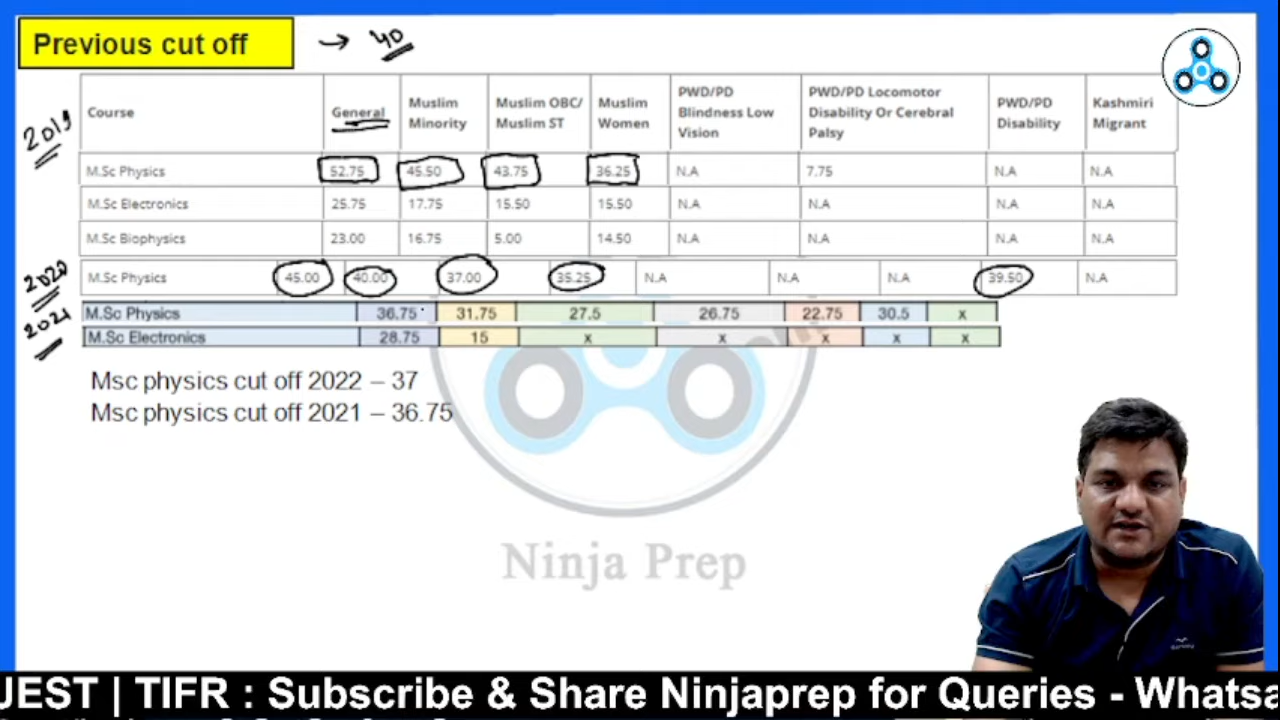 Previous cut off → 40
2019
Course General Muslim Minority Muslim OBC/ Muslim ST Muslim Women PWD/PD Blindness Low Vision PWD/PD Locomotor Disability Or Cerebral Palsy PWD/PD Disability Kashmiri Migrant
M.Sc Physics 52.75 45.50 43.75 36.25 N.A 7.75 N.A N.A
M.Sc Electronics 25.75 17.75 15.50 15.50 N.A N.A N.A N.A
M.Sc Biophysics 23.00 16.75 5.00 14.50 N.A N.A N.A N.A
2020 M.Sc Physics 45.00 40.00 37.00 35.25 N.A N.A N.A 39.50 N.A
2021 M.Sc Physics 36.75 31.75 27.5 26.75 22.75 30.5 x
M.Sc Electronics 28.75 15 x x x x x
Msc physics cut off 2022 – 37
Msc physics cut off 2021 – 36.75
Ninja Prep
JEST | TIFR : Subscribe & Share Ninjaprep for Queries - Whatsa